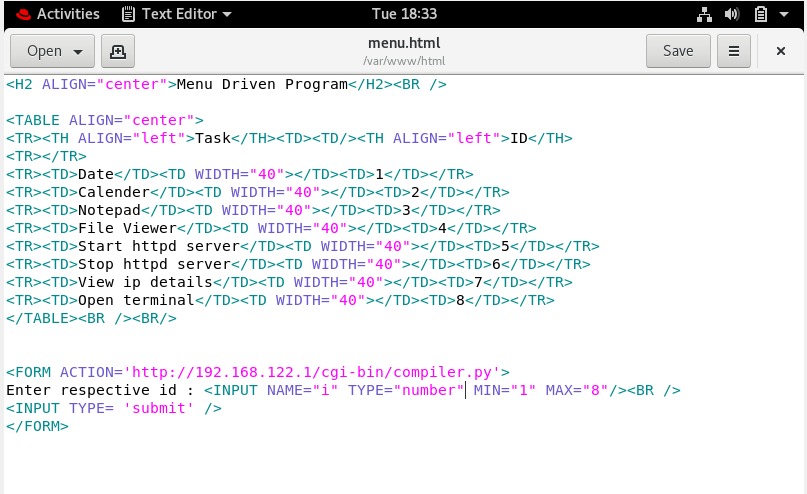 Activities Text Editor Tue 18:33
Open menu.html Save
/var/www/html
<H2 ALIGN="center">Menu Driven Program</H2><BR />
<TABLE ALIGN="center">
<TR><TH ALIGN="left">Task</TH><TD><TD/><TH ALIGN="left">ID</TH>
<TR></TR>
<TR><TD>Date</TD><TD WIDTH="40"></TD><TD>1</TD></TR>
<TR><TD>Calender</TD><TD WIDTH="40"></TD><TD>2</TD></TR>
<TR><TD>Notepad</TD><TD WIDTH="40"></TD><TD>3</TD></TR>
<TR><TD>File Viewer</TD><TD WIDTH="40"></TD><TD>4</TD></TR>
<TR><TD>Start httpd server</TD><TD WIDTH="40"></TD><TD>5</TD></TR>
<TR><TD>Stop httpd server</TD><TD WIDTH="40"></TD><TD>6</TD></TR>
<TR><TD>View ip details</TD><TD WIDTH="40"></TD><TD>7</TD></TR>
<TR><TD>Open terminal</TD><TD WIDTH="40"></TD><TD>8</TD></TR>
</TABLE><BR /><BR/>
<FORM ACTION='http://192.168.122.1/cgi-bin/compiler.py'>
Enter respective id : <INPUT NAME="i" TYPE="number" MIN="1" MAX="8"/><BR />
<INPUT TYPE= 'submit' />
</FORM>